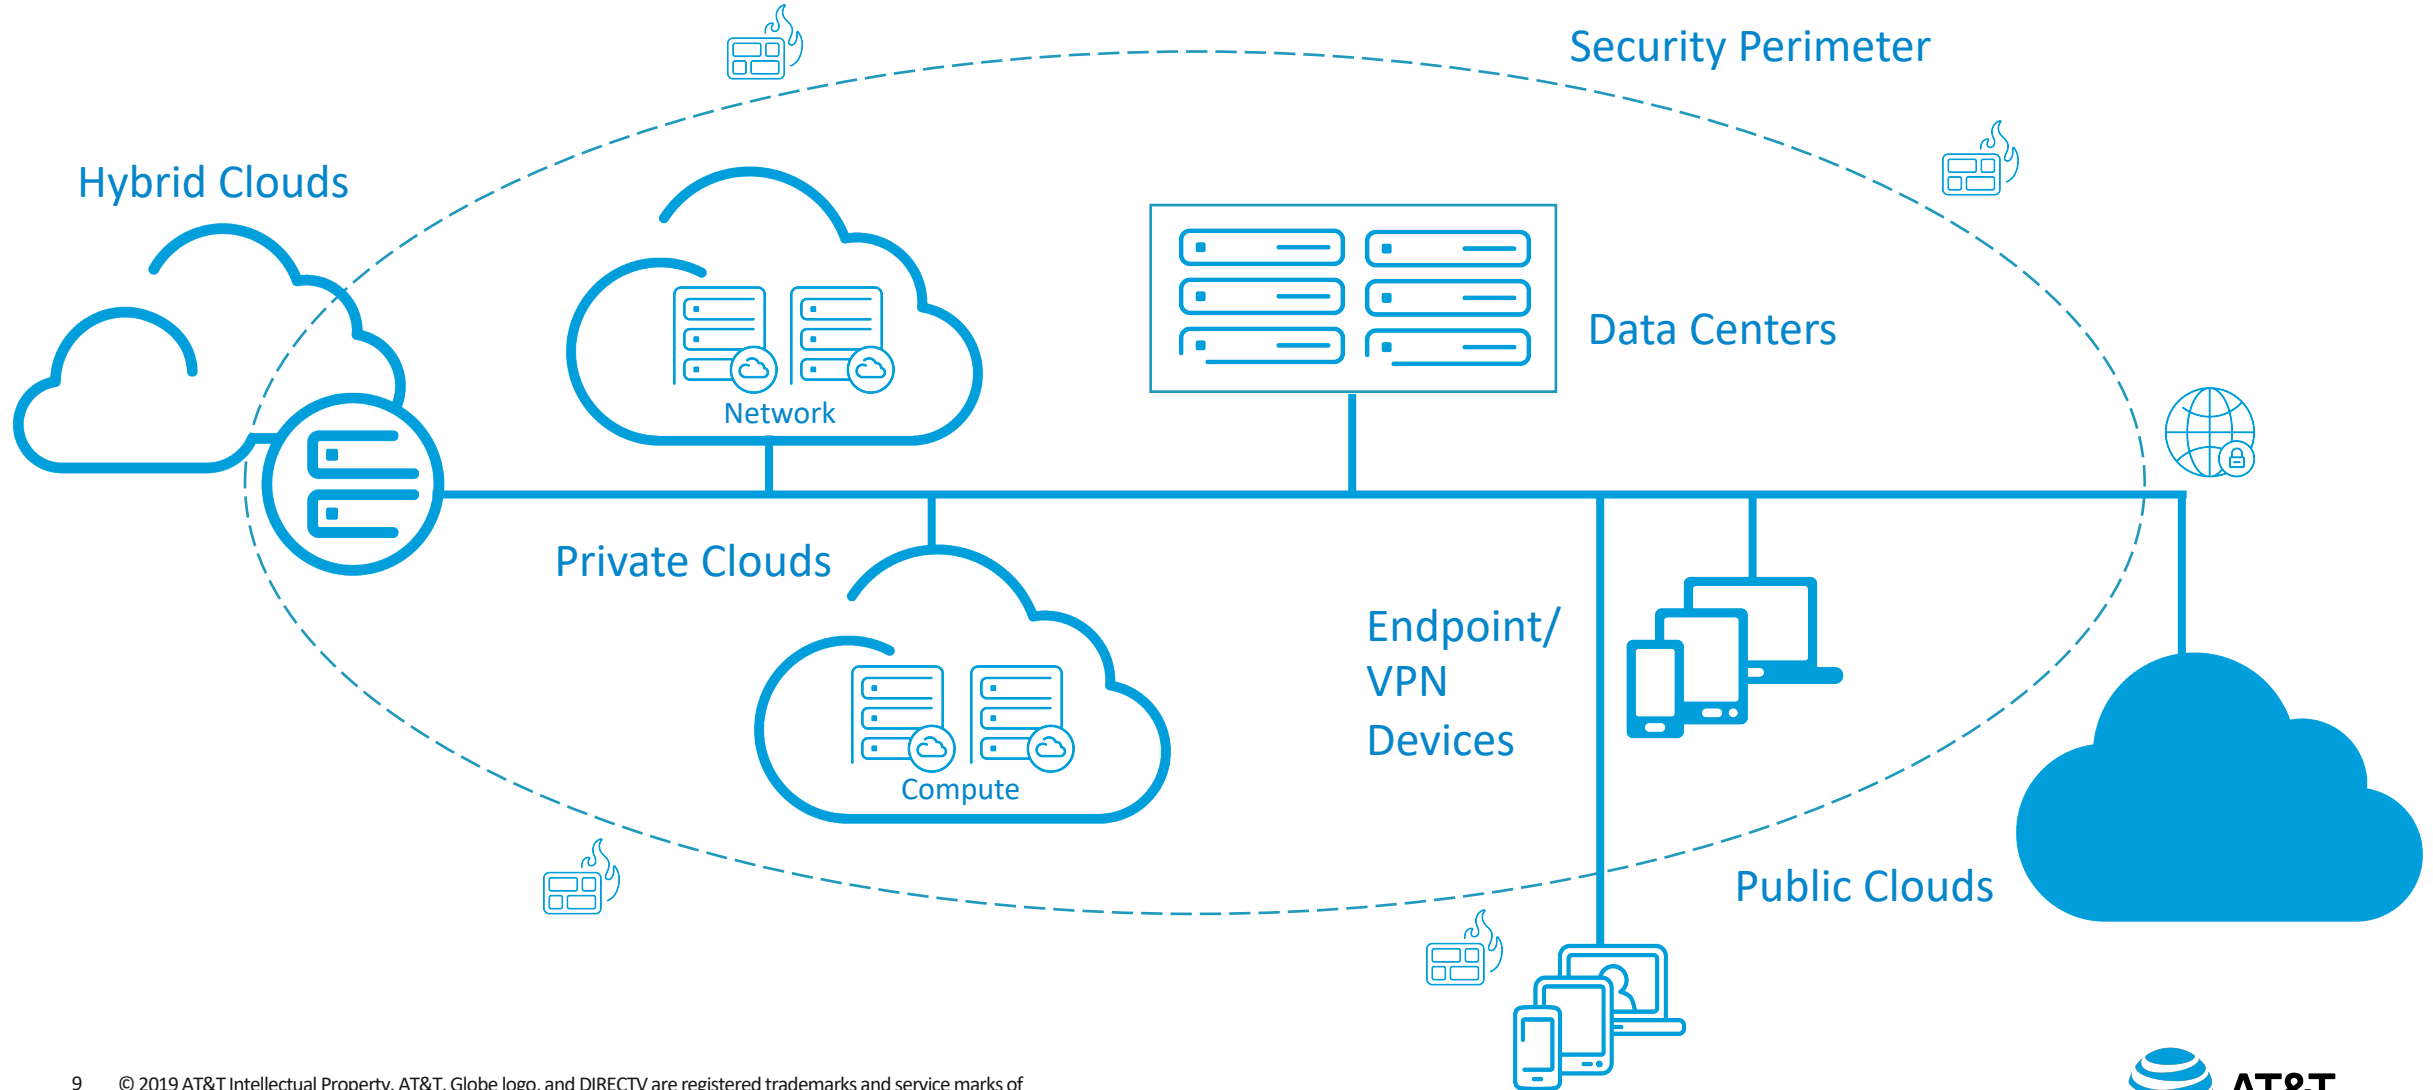 Security Perimeter
Hybrid Clouds
Data Centers
Network
Private Clouds
Endpoint/
VPN
Devices
Compute
Public Clouds
9 © 2019 AT&T Intellectual Property. AT&T, Globe logo, and DIRECTV are registered trademarks and service marks of
AT&T